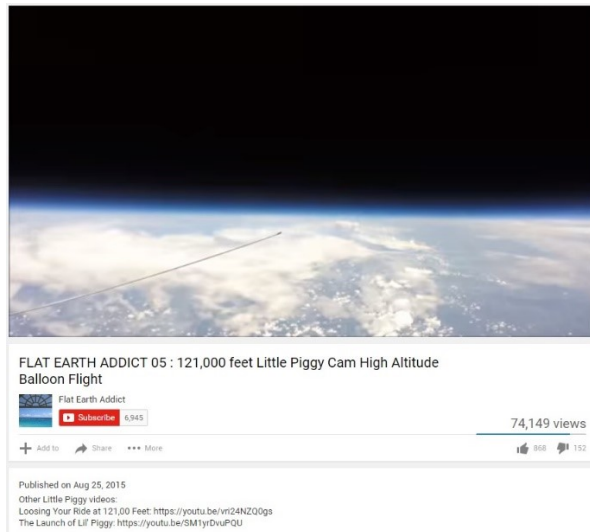 FLAT EARTH ADDICT 05 : 121,000 feet Little Piggy Cam High Altitude
Balloon Flight
Flat Earth Addict
Subscribe 6,945
74,149 views
Add to Share More 868 152
Published on Aug 25, 2015
Other Little Piggy videos:
Loosing Your Ride at 121,00 Feet: https://youtu.be/vri24NZQ0gs
The Launch of Lil' Piggy: https://youtu.be/SM1yrDvuPQU